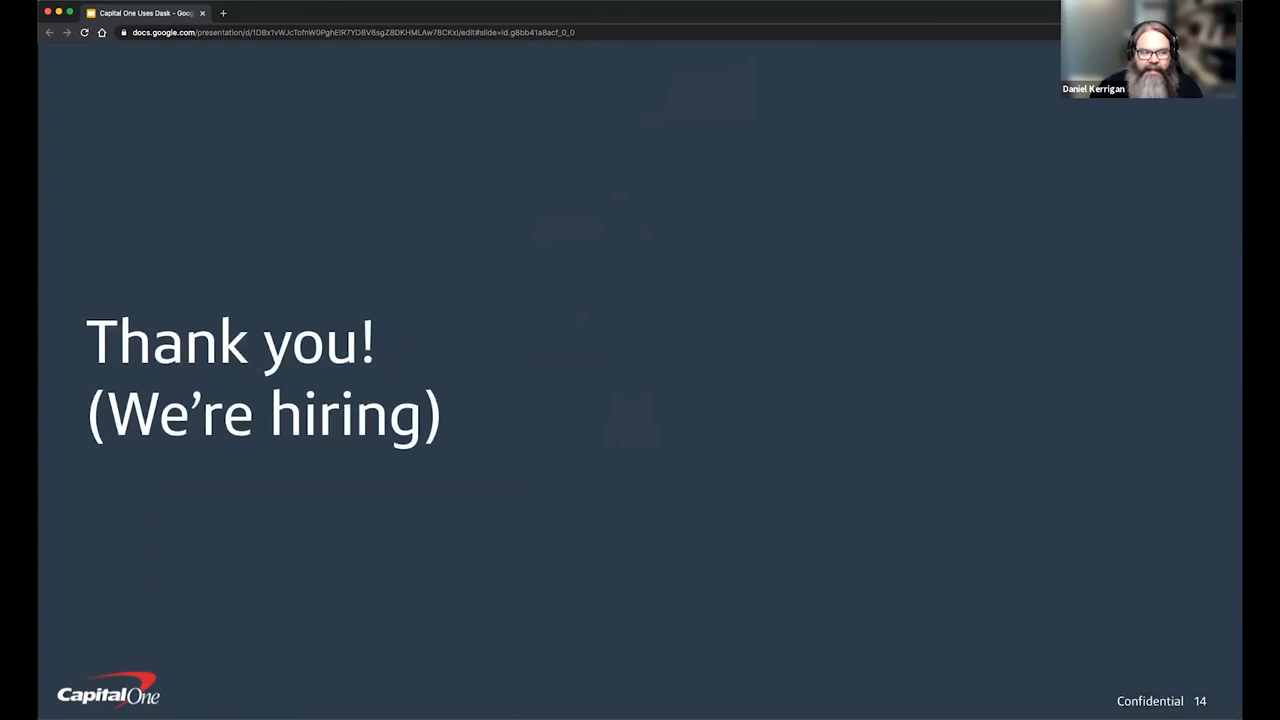 Capital One Uses Dask - Goog
docs.google.com/presentation/d/1DBx1vWJcTofnW0PghEIR7YD8V6sgZ8DKHMLAw78CKxI/edit#slide=id.g8bb41a8acf_0_0
Daniel Kerrigan
Thank you!
(We’re hiring)
Capital One
Confidential 14